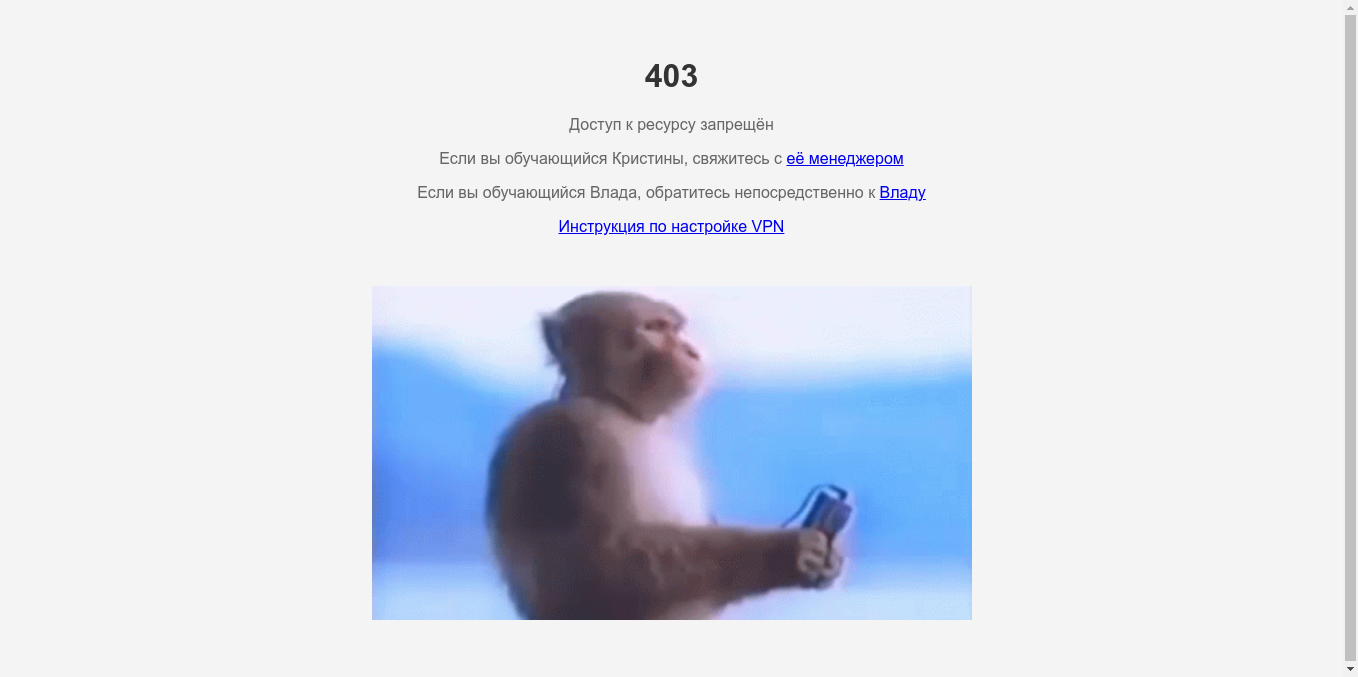 403
Доступ к ресурсу запрещён
Если вы обучающийся Кристины, свяжитесь с её менеджером
Если вы обучающийся Влада, обратитесь непосредственно к Владу
Инструкция по настройке VPN